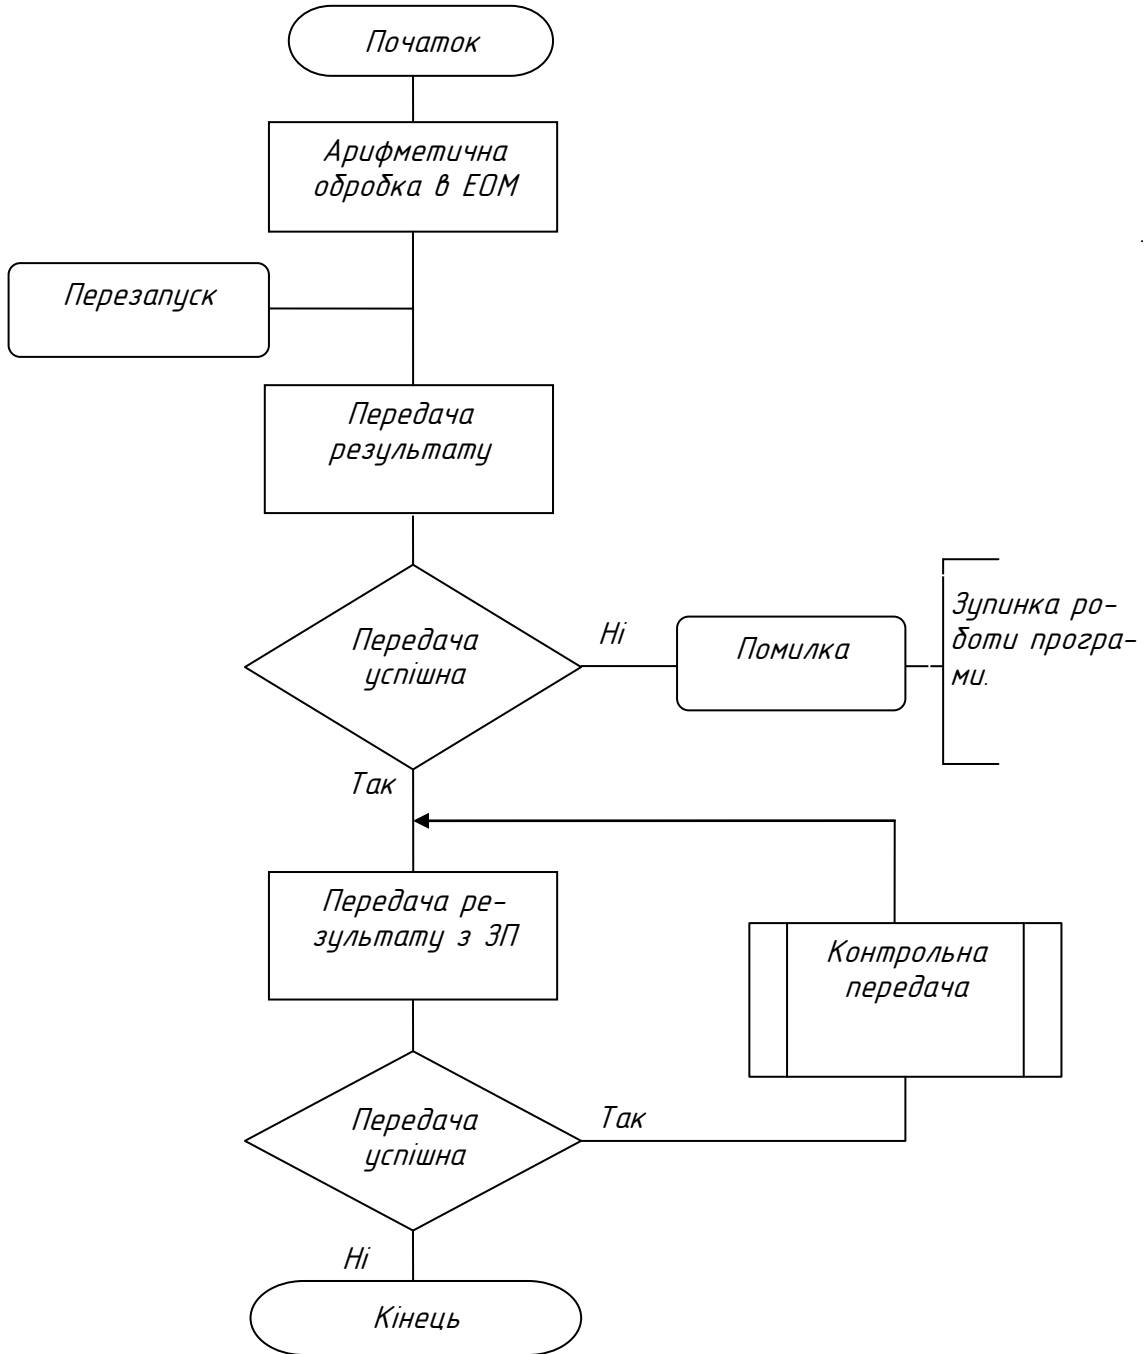 Початок
Арифметична
обробка в ЕОМ
Перезапуск
Передача
результату
Передача
успішна
Ні
Помилка
Зупинка ро-
боти програ-
ми.
Так
Передача ре-
зультату з ЗП
Контрольна
передача
Передача
успішна
Так
Ні
Кінець